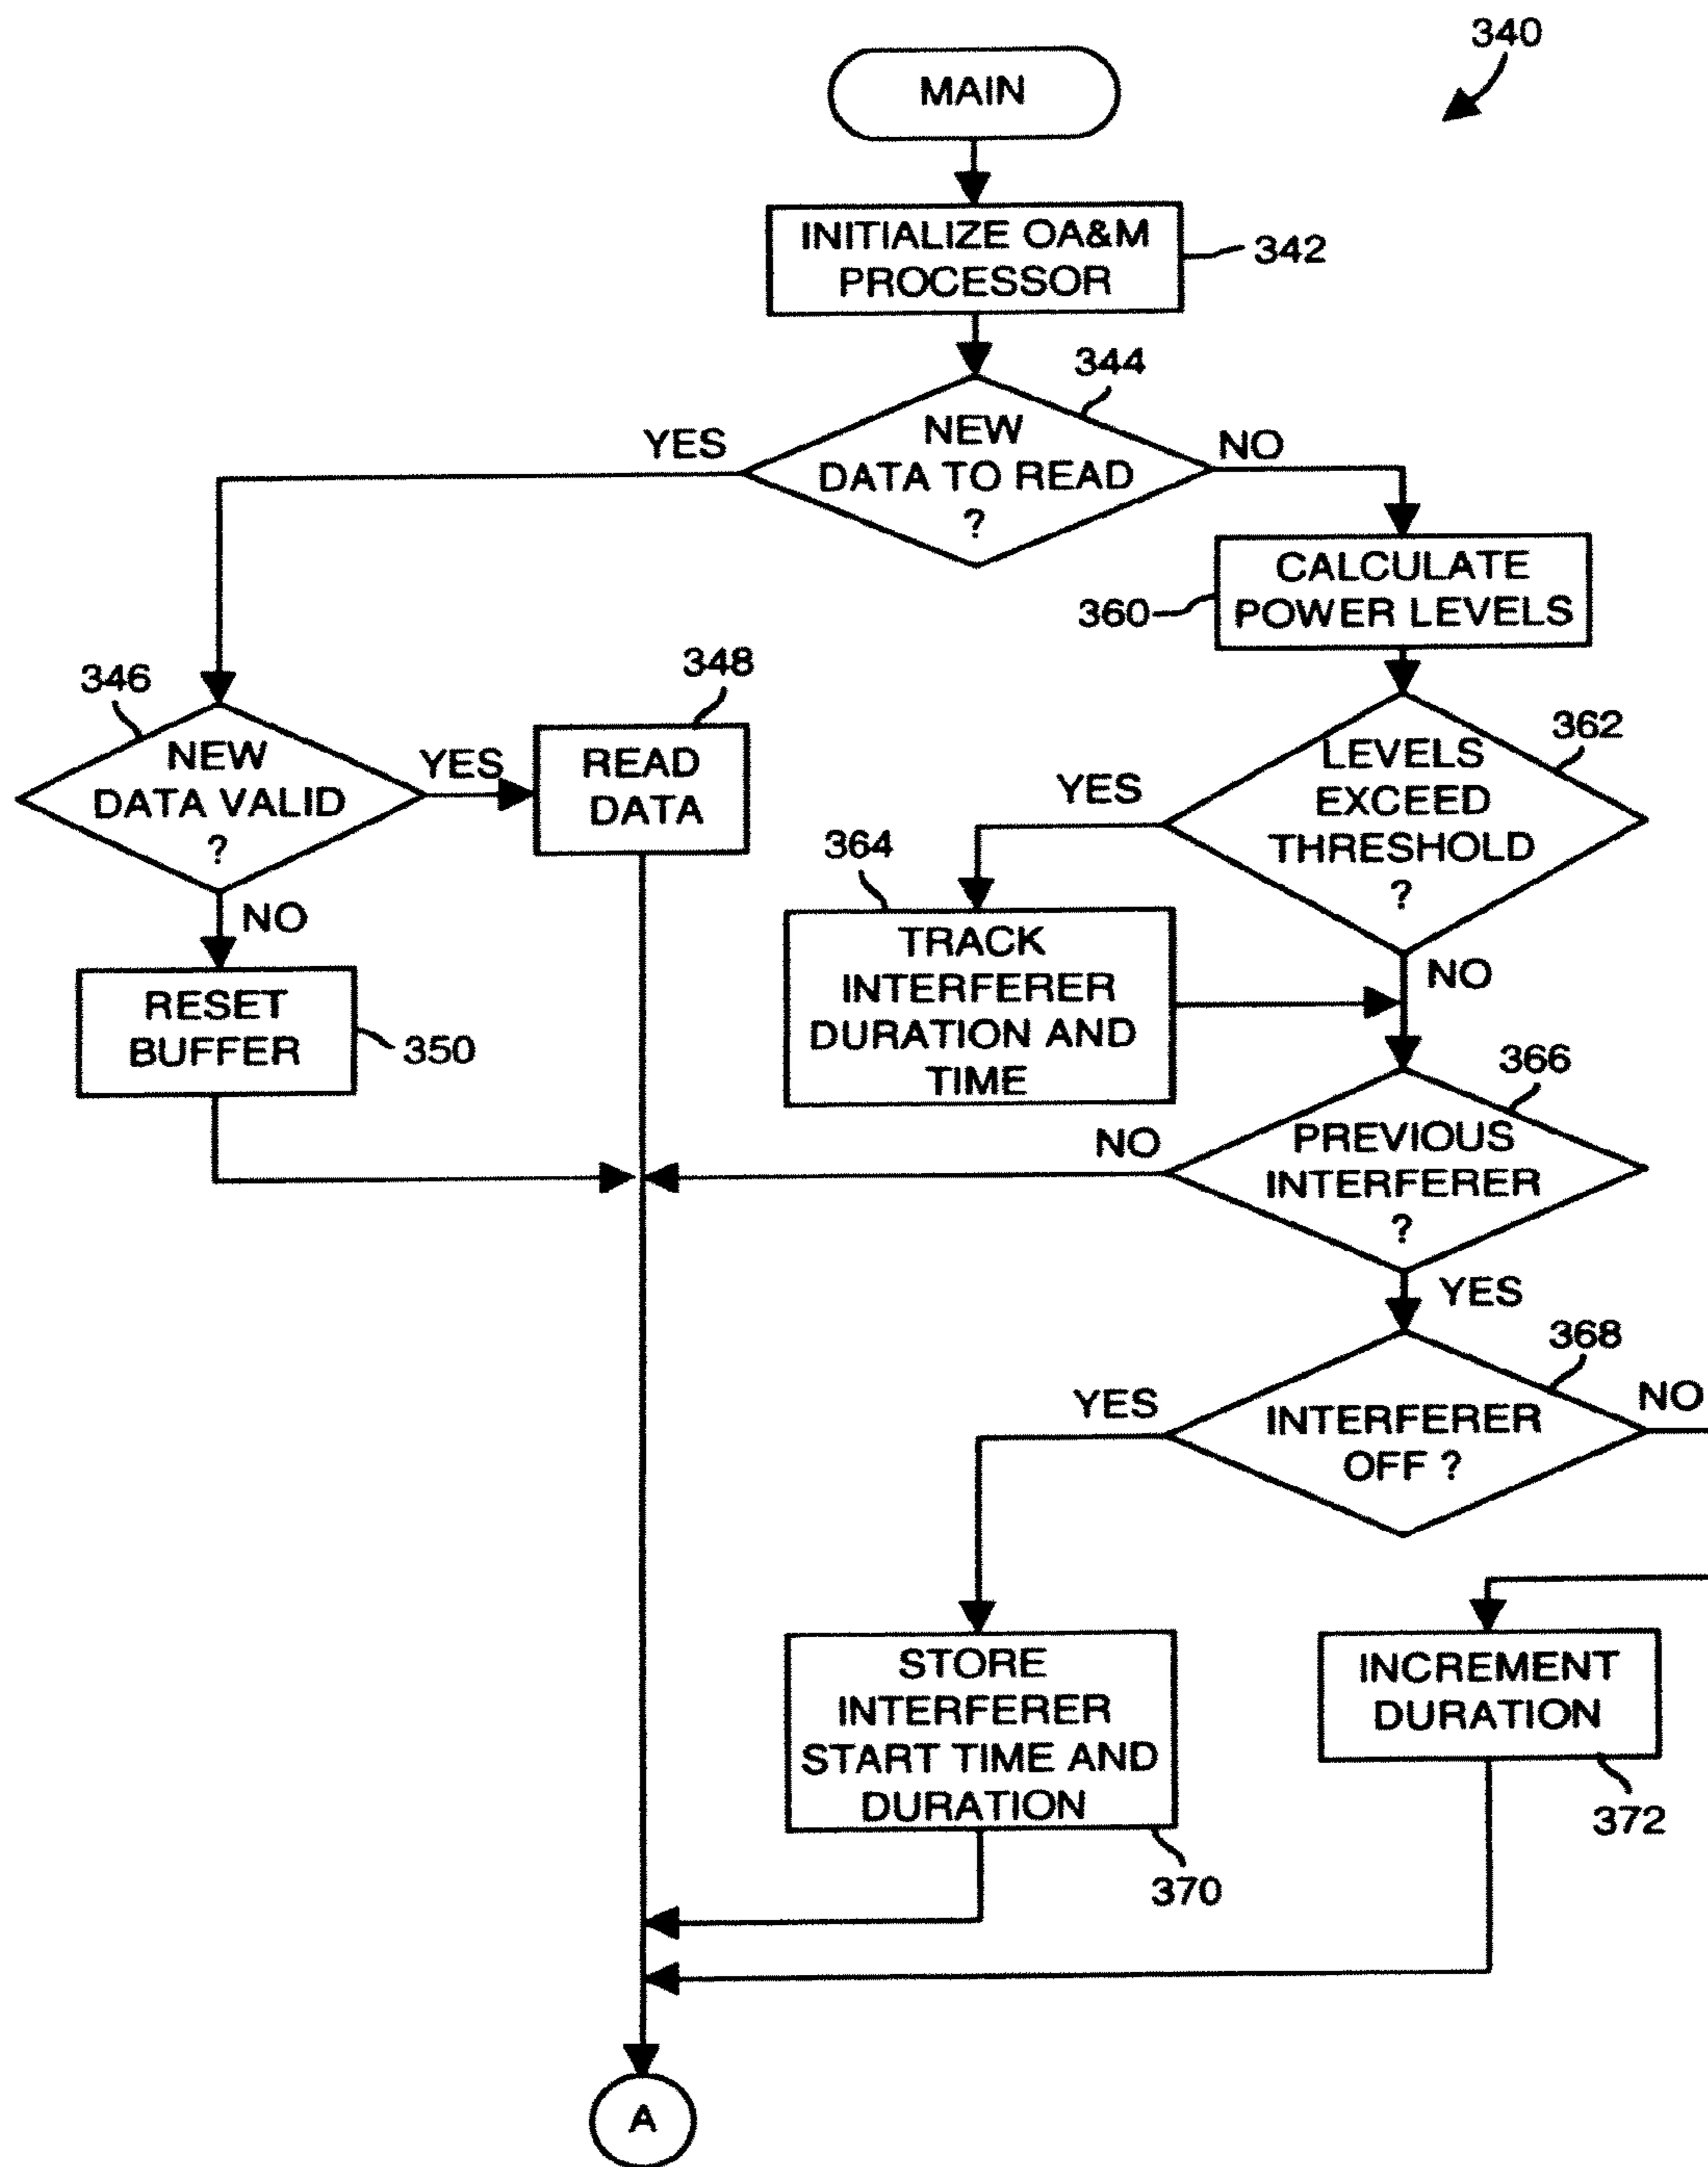 340
MAIN
INITIALIZE OA&M
PROCESSOR
342
344
NEW
DATA TO READ
?
YES
NO
CALCULATE
POWER LEVELS
360
346
NEW
DATA VALID
?
YES
348
READ
DATA
NO
RESET
BUFFER
350
362
LEVELS
EXCEED
THRESHOLD
?
YES
NO
364
TRACK
INTERFERER
DURATION AND
TIME
366
PREVIOUS
INTERFERER
?
NO
YES
368
INTERFERER
OFF ?
YES
NO
STORE
INTERFERER
START TIME AND
DURATION
370
INCREMENT
DURATION
372
A